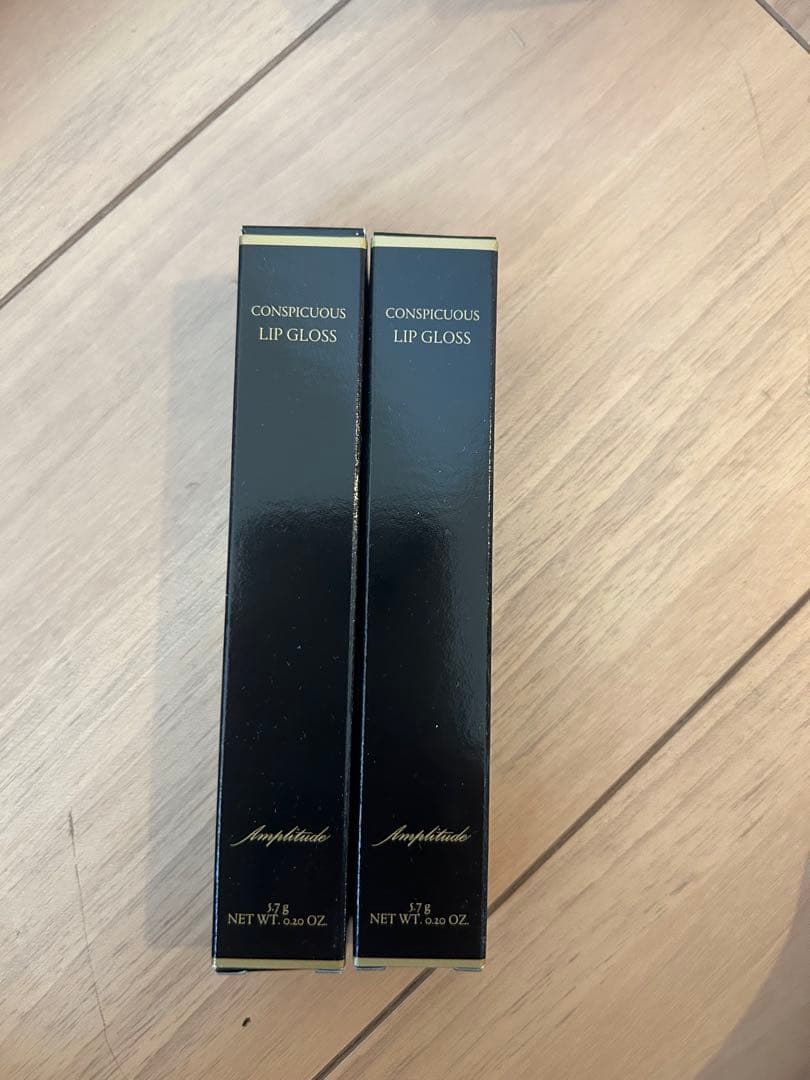 CONSPICUOUS
LIP GLOSS
Amplitude
5.7 g
NET WT. 0.20 OZ.
CONSPICUOUS
LIP GLOSS
Amplitude
5.7 g
NET WT. 0.20 OZ.